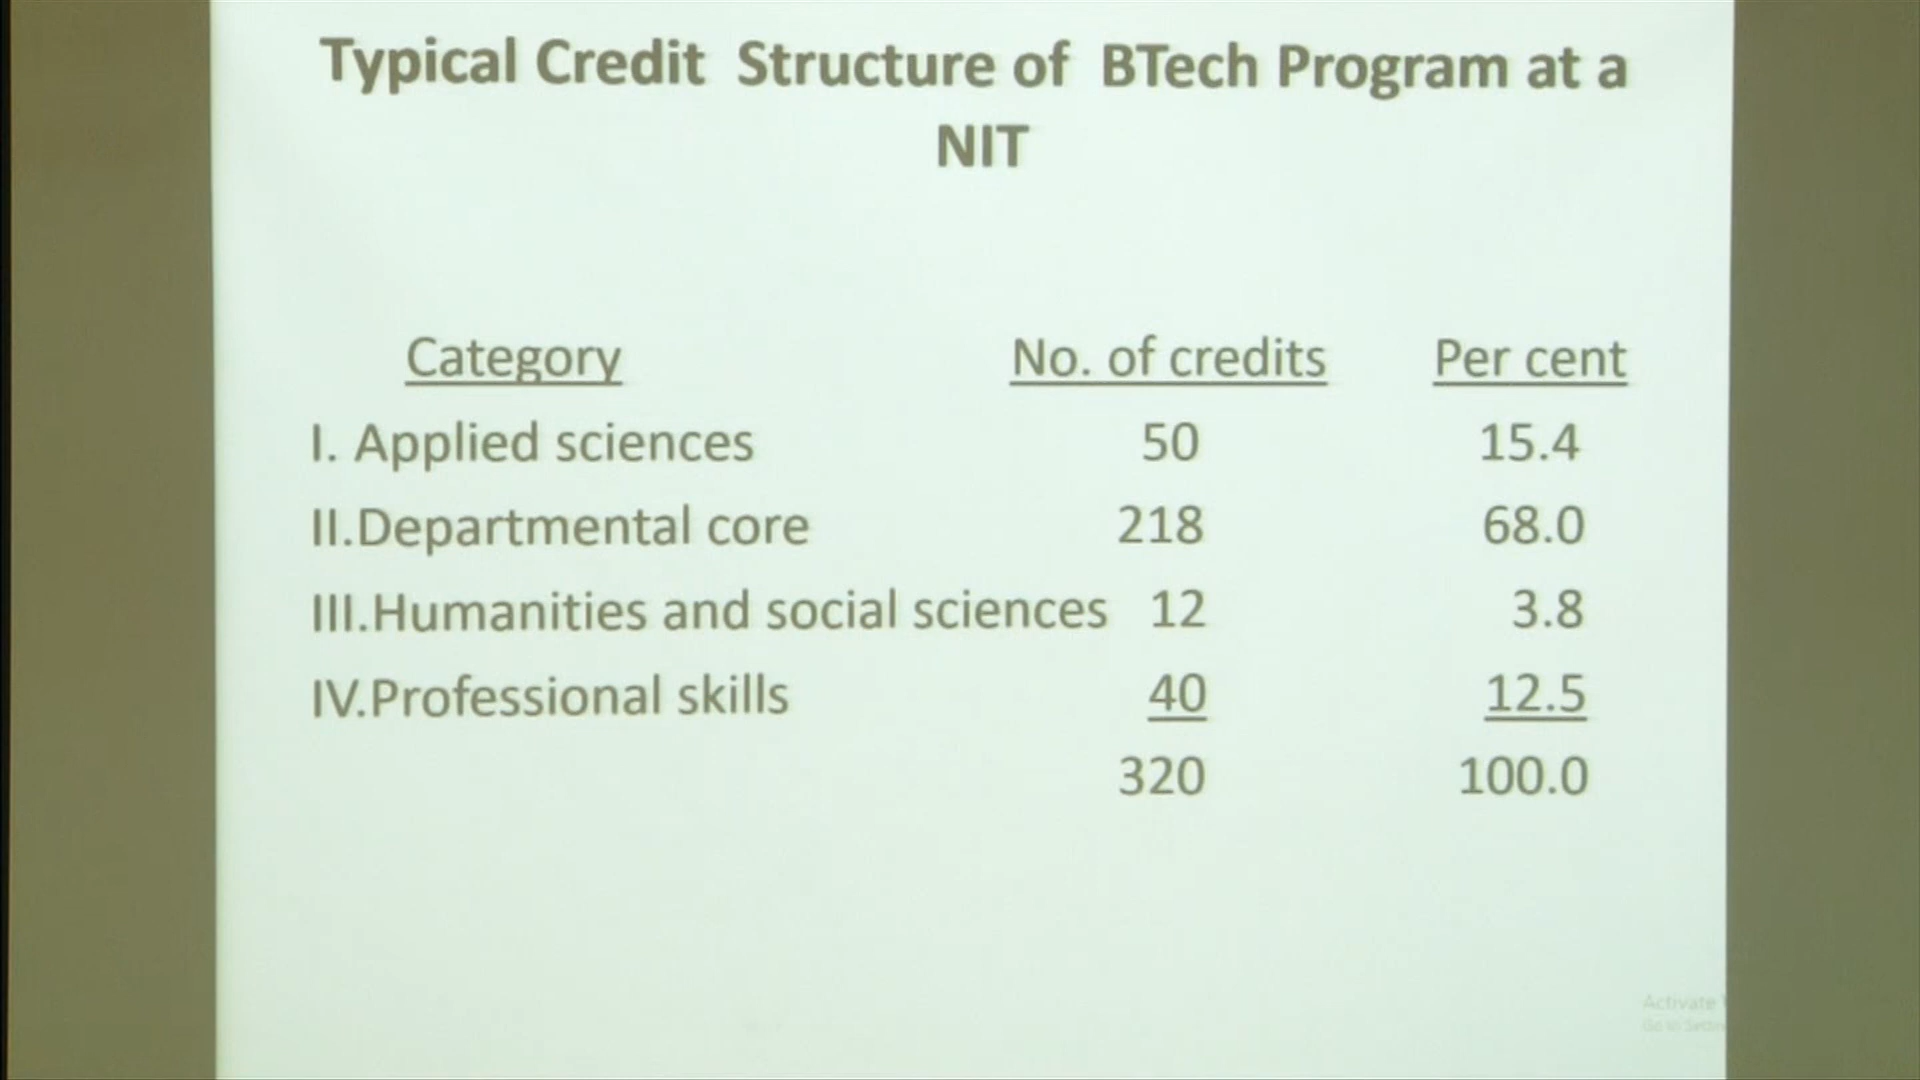 Typical Credit Structure of BTech Program at a
NIT
Category No. of credits Per cent
I. Applied sciences 50 15.4
II.Departmental core 218 68.0
III.Humanities and social sciences 12 3.8
IV.Professional skills 40 12.5
320 100.0
Activate